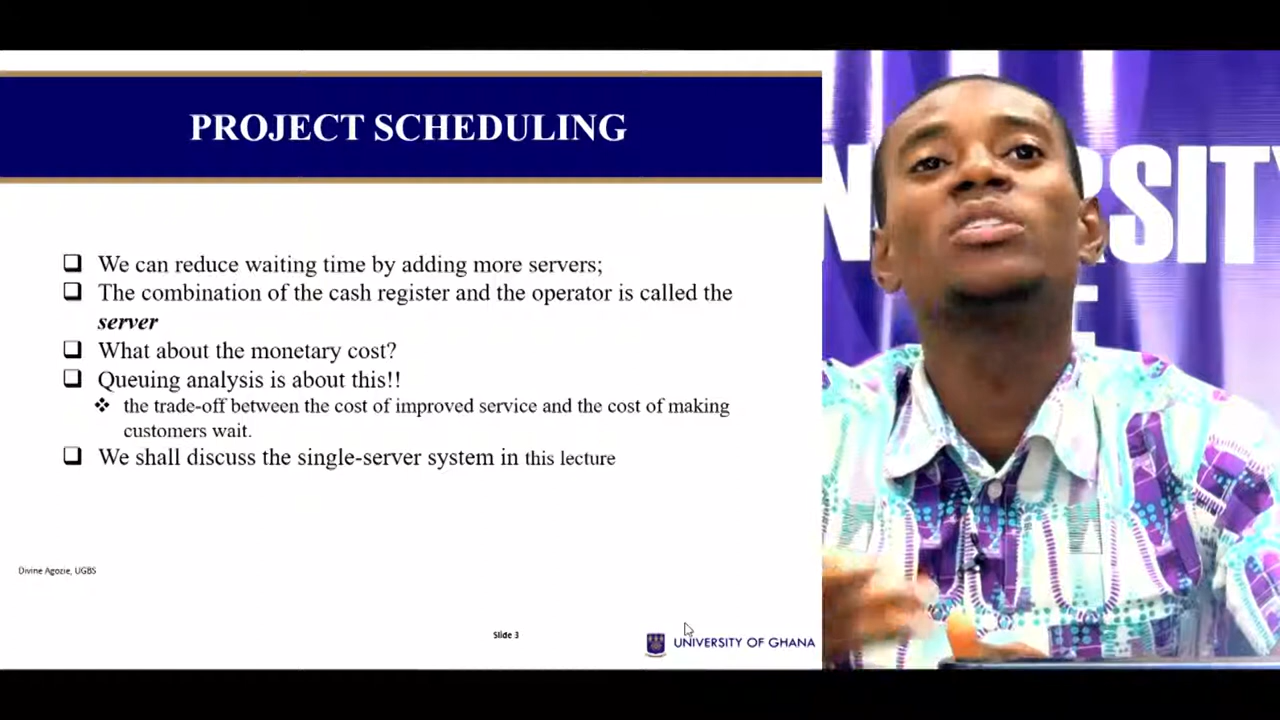 PROJECT SCHEDULING
We can reduce waiting time by adding more servers;
The combination of the cash register and the operator is called the
server
What about the monetary cost?
Queuing analysis is about this!!
the trade-off between the cost of improved service and the cost of making
customers wait.
We shall discuss the single-server system in this lecture
Divine Agozie, UGBS
Slide 3
UNIVERSITY OF GHANA